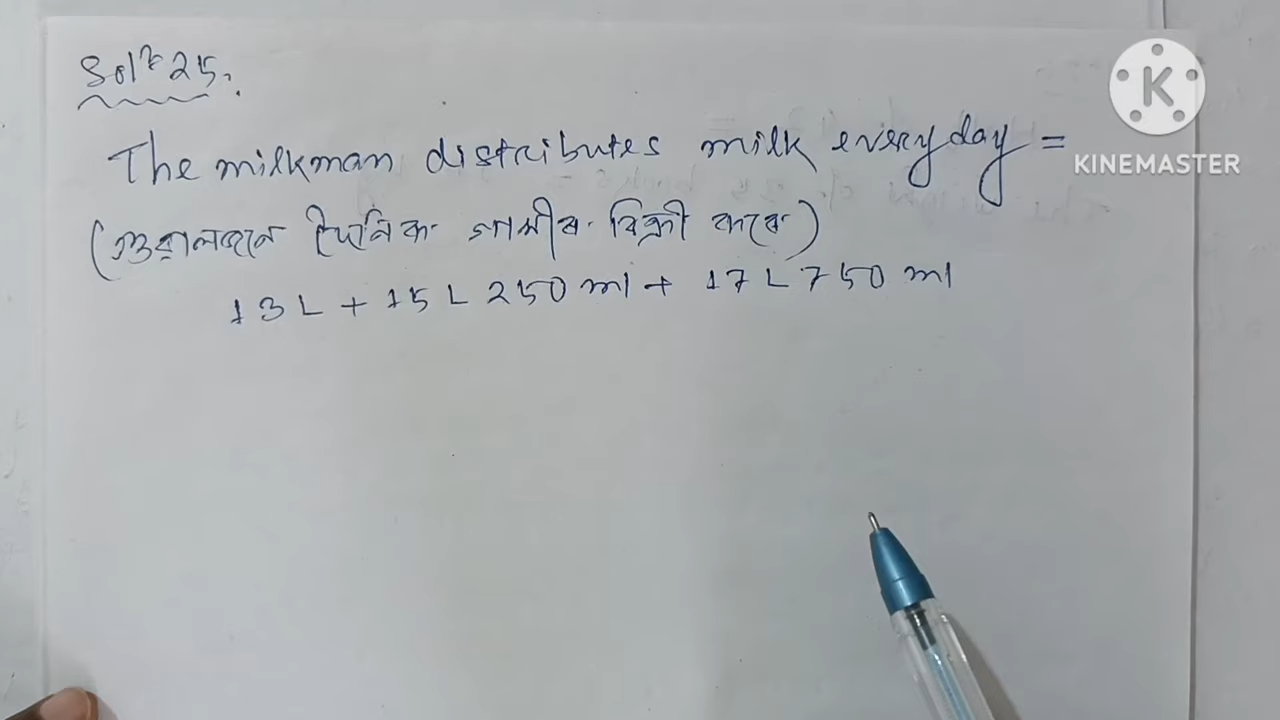 Solⁿ 25.
The milkman distributes milk everyday =
KINEMASTER
(গুৱালজনে দৈনিক গাখীৰ বিক্ৰী কৰে)
13 L + 15 L 250 ml + 17 L 750 ml